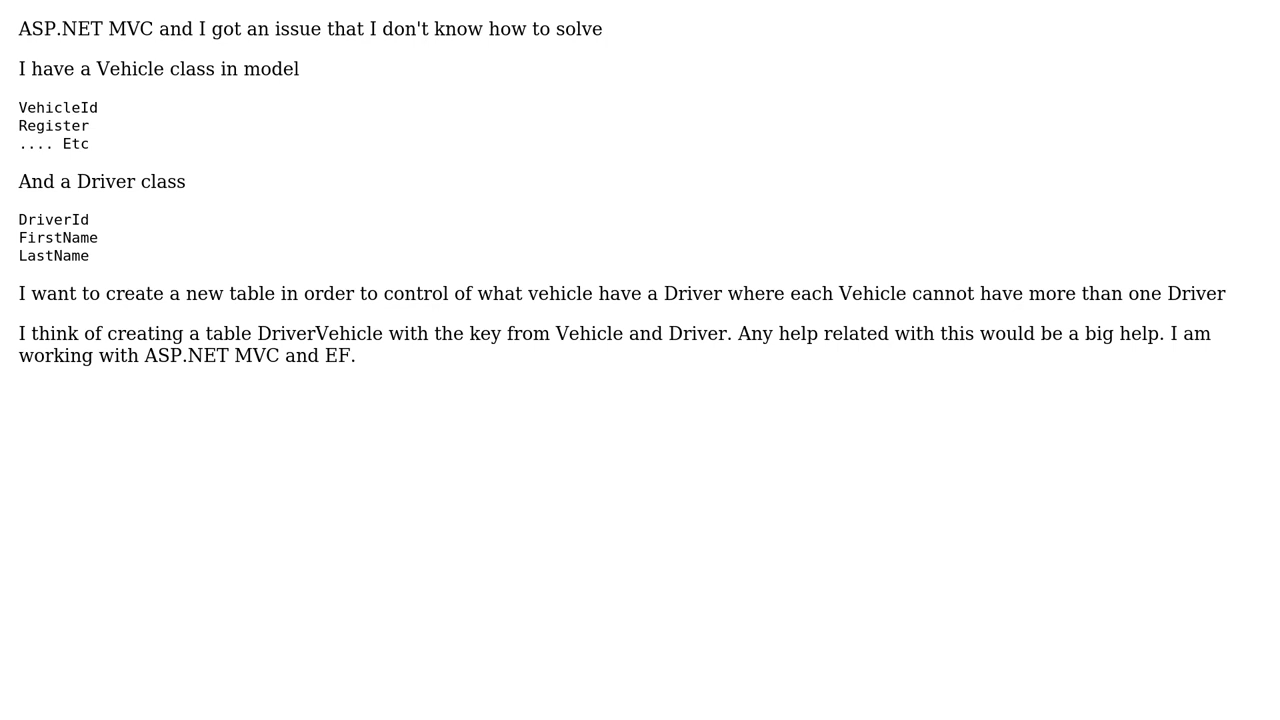 ASP.NET MVC and I got an issue that I don't know how to solve
I have a Vehicle class in model
VehicleId
Register
.... Etc
And a Driver class
DriverId
FirstName
LastName
I want to create a new table in order to control of what vehicle have a Driver where each Vehicle cannot have more than one Driver
I think of creating a table DriverVehicle with the key from Vehicle and Driver. Any help related with this would be a big help. I am
working with ASP.NET MVC and EF.